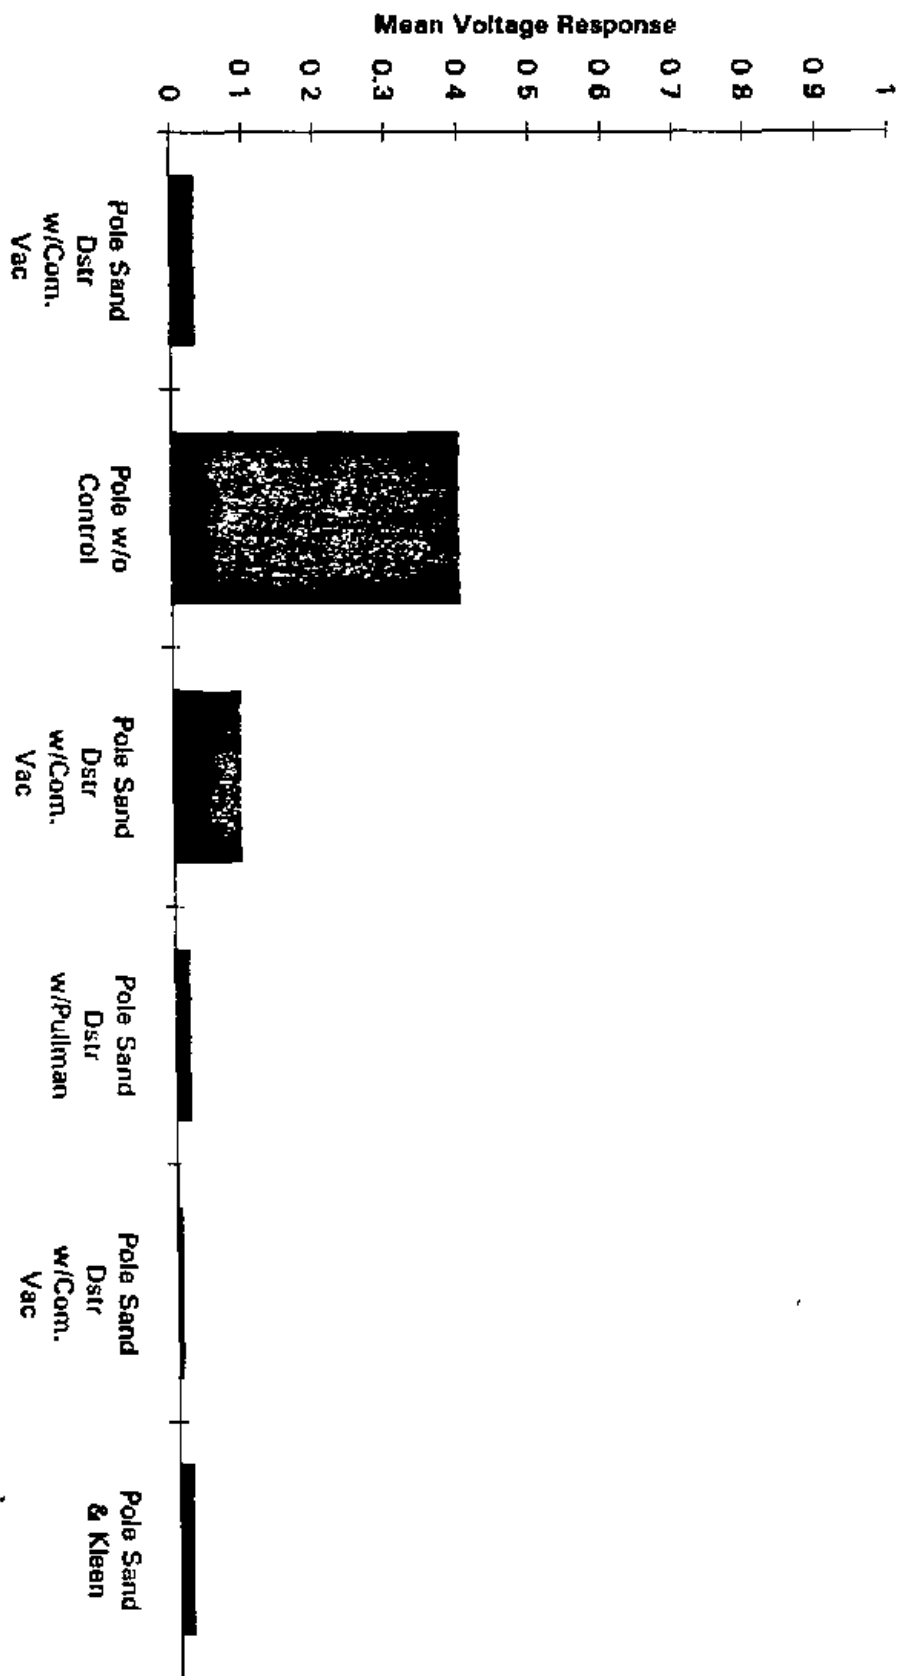 Mean Voltage Response
1
0 9
0 8
0 7
0 6
0 5
0 4
0.3
0 2
0 1
0
Pole Sand
Dstr
w/Com.
Vac
Pole w/o
Control
Pole Sand
Dstr
w/Com.
Vac
Pole Sand
Dstr
w/Pullman
Pole Sand
Dstr
w/Com.
Vac
Pole Sand
& Kleen